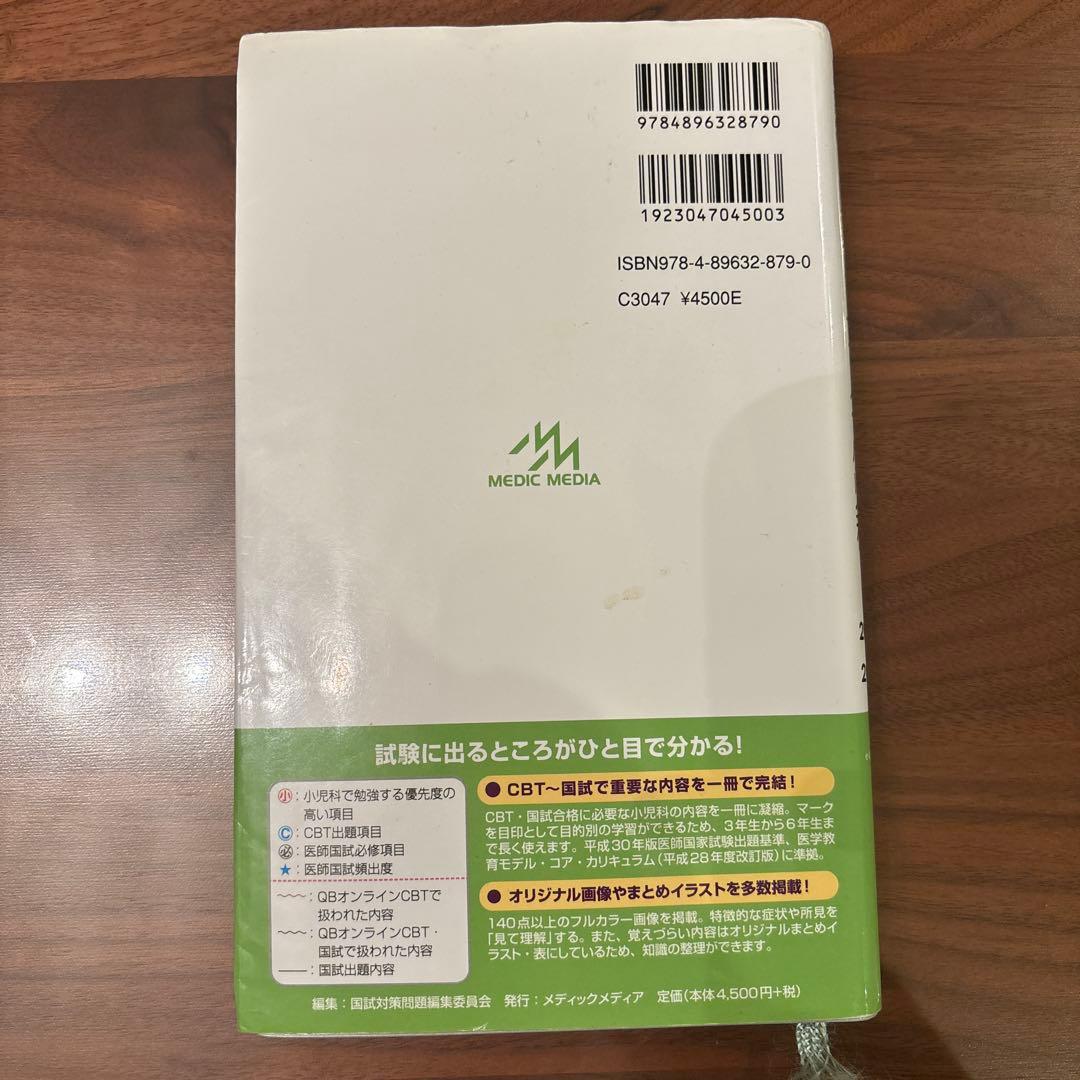 9784896328790
1923047045003
ISBN978-4-89632-879-0
C3047 ¥4500E
MEDIC MEDIA
2
2
試験に出るところがひと目で分かる!
小:小児科で勉強する優先度の
高い項目
C:CBT出題項目
必:医師国試必修項目
★:医師国試頻出度
:QBオンラインCBTで
扱われた内容
:QBオンラインCBT・
国試で扱われた内容
:国試出題内容
● CBT〜国試で重要な内容を一冊で完結!
CBT・国試合格に必要な小児科の内容を一冊に凝縮。マーク
を目印として目的別の学習ができるため、3年生から6年生ま
で長く使えます。平成30年版医師国家試験出題基準、医学教
育モデル・コア・カリキュラム(平成28年度改訂版)に準拠。
● オリジナル画像やまとめイラストを多数掲載!
140点以上のフルカラー画像を掲載。特徴的な症状や所見を
「見て理解」する。また、覚えづらい内容はオリジナルまとめイ
ラスト・表にしているため、知識の整理ができます。
編集:国試対策問題編集委員会 発行:メディックメディア 定価(本体4,500円+税)